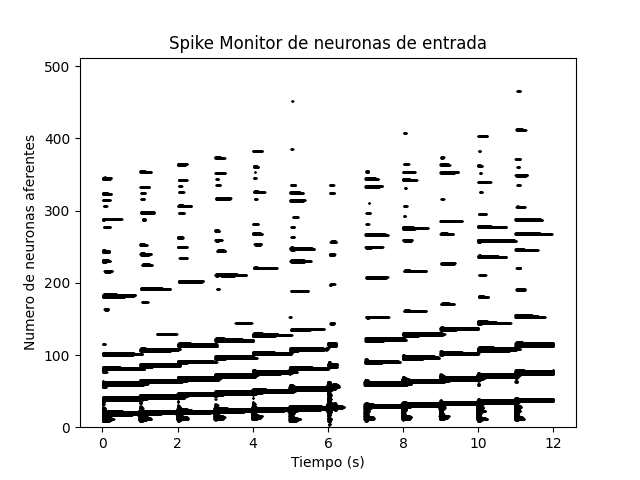 Spike Monitor de neuronas de entrada
500
400
300
200
100
0
Numero de neuronas aferentes
0 2 4 6 8 10 12
Tiempo (s)